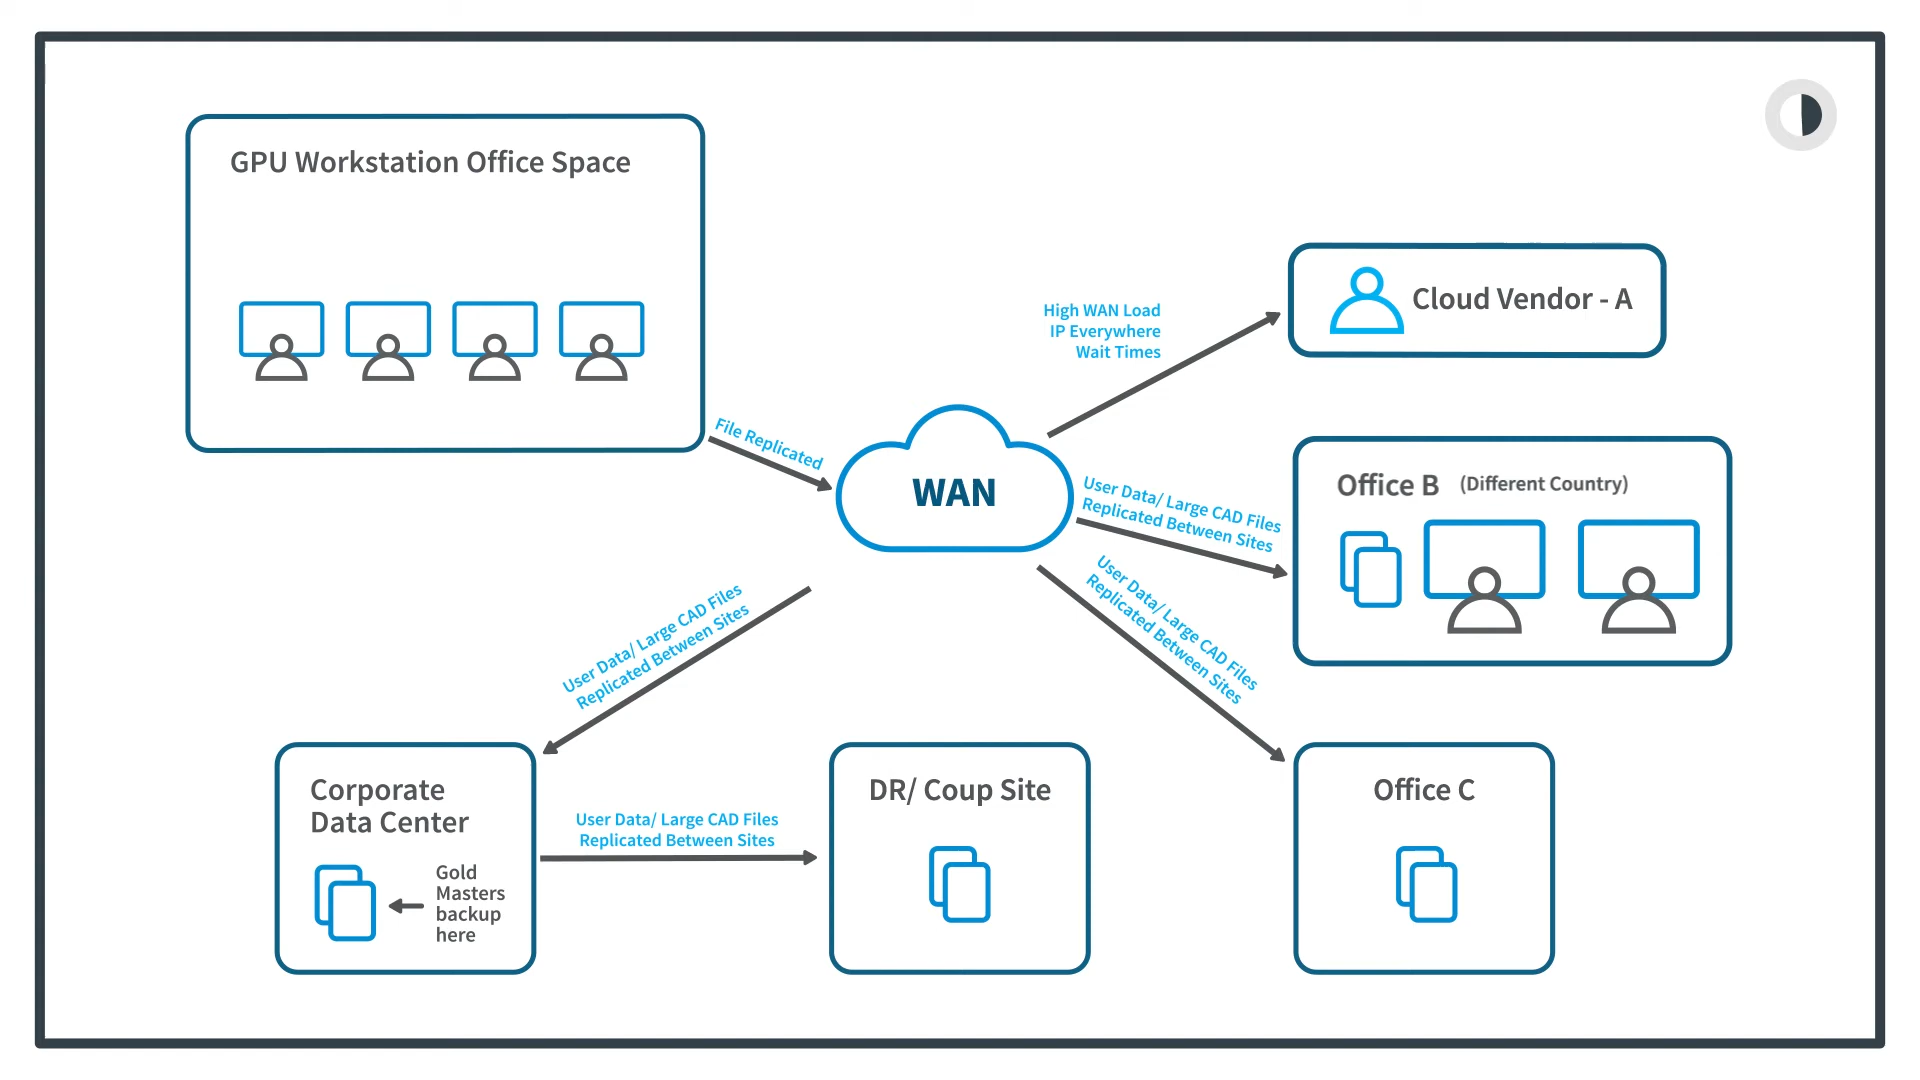 GPU Workstation Office Space
File Replicated
WAN
High WAN Load
IP Everywhere
Wait Times
Cloud Vendor - A
User Data/ Large CAD Files
Replicated Between Sites
Office B (Different Country)
User Data/ Large CAD Files
Replicated Between Sites
User Data/ Large CAD Files
Replicated Between Sites
Corporate
Data Center
Gold
Masters
backup
here
User Data/ Large CAD Files
Replicated Between Sites
DR/ Coup Site
Office C